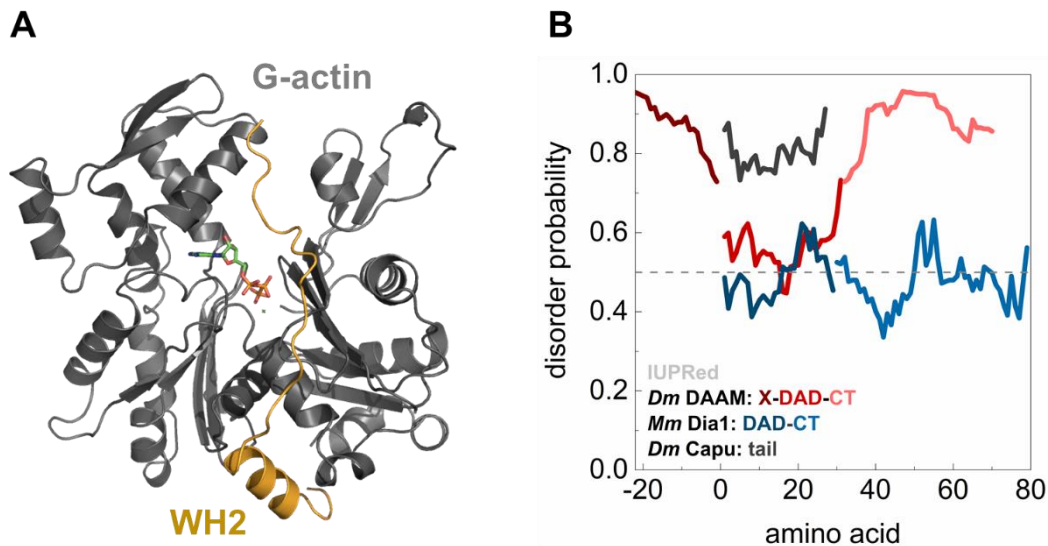 A
G-actin
WH2
B
disorder probability
1.0
0.8
0.6
0.4
0.2
0.0
IUPRed
Dm DAAM: X-DAD-CT
Mm Dia1: DAD-CT
Dm Capu: tail
-20 0 20 40 60 80
amino acid